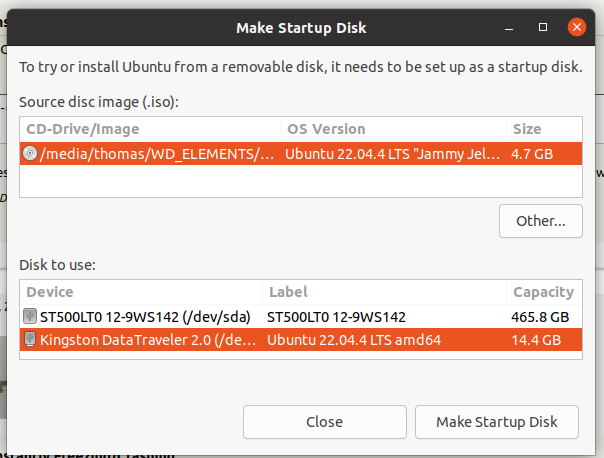 Make Startup Disk
To try or install Ubuntu from a removable disk, it needs to be set up as a startup disk.
Source disc image (.iso):
CD-Drive/Image OS Version Size
/media/thomas/WD_ELEMENTS/... Ubuntu 22.04.4 LTS "Jammy Jel... 4.7 GB
Other...
Disk to use:
Device Label Capacity
ST500LT0 12-9WS142 (/dev/sda) ST500LT0 12-9WS142 465.8 GB
Kingston DataTraveler 2.0 (/de... Ubuntu 22.04.4 LTS amd64 14.4 GB
Close Make Startup Disk